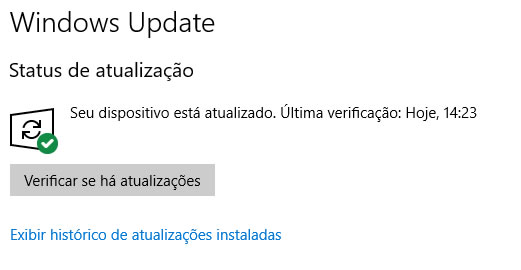 Windows Update
Status de atualização
Seu dispositivo está atualizado. Última verificação: Hoje, 14:23
Verificar se há atualizações
Exibir histórico de atualizações instaladas